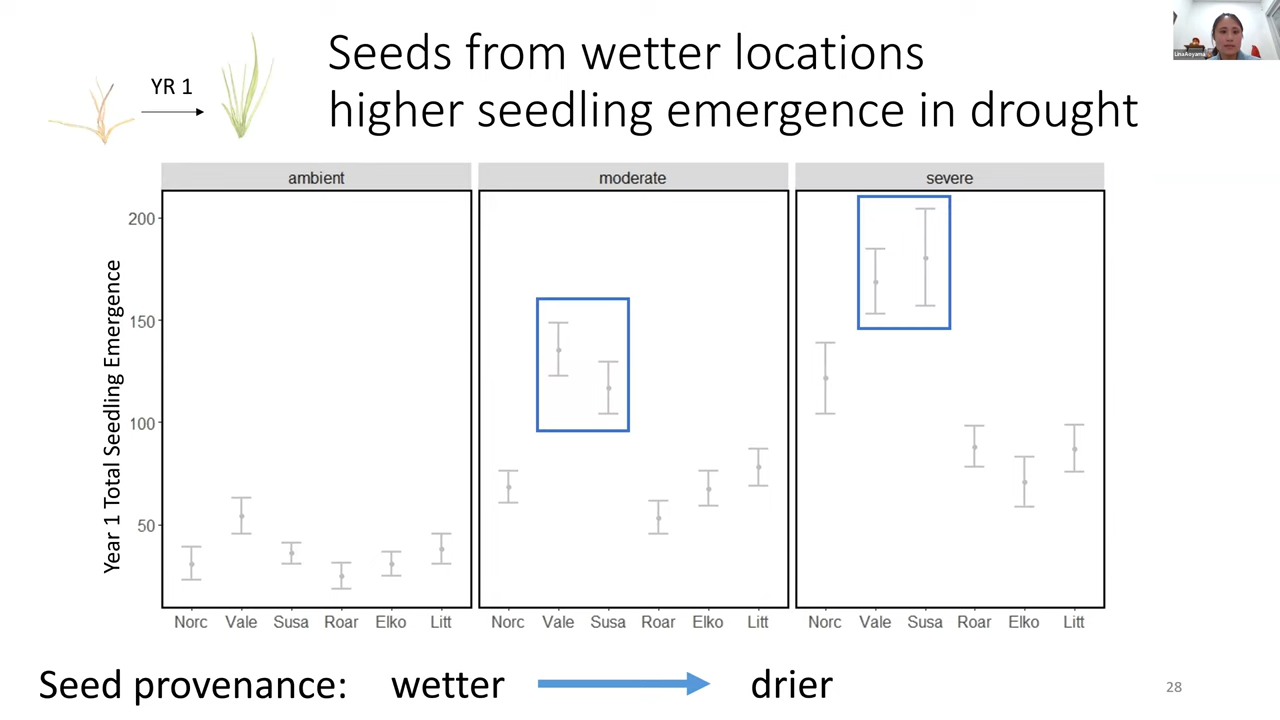 YR 1
Seeds from wetter locations
higher seedling emergence in drought
LinaAoyama
ambient moderate severe
Year 1 Total Seedling Emergence
200
150
100
50
Norc Vale Susa Roar Elko Litt Norc Vale Susa Roar Elko Litt Norc Vale Susa Roar Elko Litt
Seed provenance: wetter drier
28